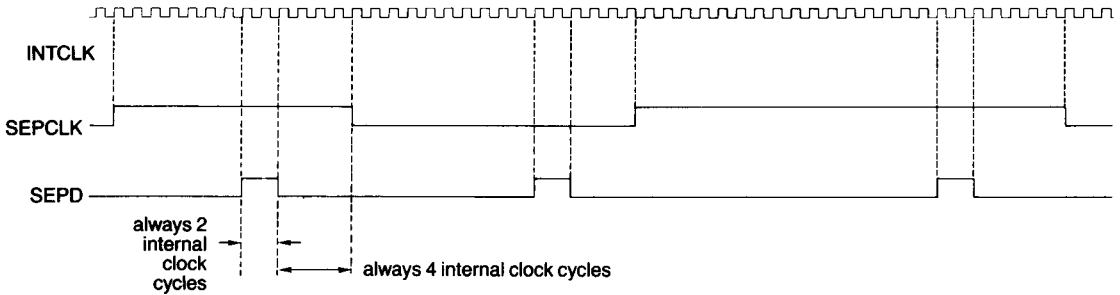 INTCLK
SEPCLK
SEPD
always 2
internal
clock
cycles
always 4 internal clock cycles